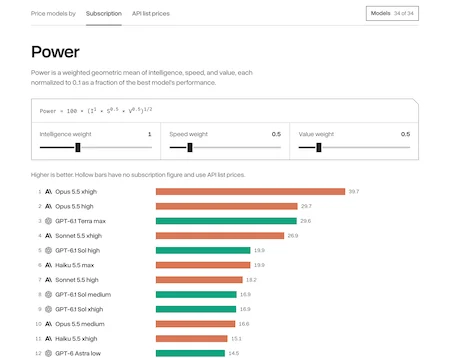 Price models by Subscription API list prices Models 34 of 34
Power
Power is a weighted geometric mean of intelligence, speed, and value, each
normalized to 0.1 as a fraction of the best model's performance.
Power = 100 × (I¹ × S⁰·⁵ × V⁰·⁵)¹/²
Intelligence weight 1 Speed weight 0.5 Value weight 0.5
Higher is better. Hollow bars have no subscription figure and use API list prices.
1 Opus 5.5 xhigh 39.7
2 Opus 5.5 high 29.7
3 GPT-6.1 Terra max 29.6
4 Sonnet 5.5 xhigh 26.9
5 GPT-6.1 Sol high 19.9
6 Haiku 5.5 max 19.9
7 Sonnet 5.5 high 18.2
8 GPT-6.1 Sol medium 16.9
9 GPT-6.1 Sol xhigh 16.9
10 Opus 5.5 medium 16.6
11 Haiku 5.5 xhigh 15.1
12 GPT-6 Astra low 14.5